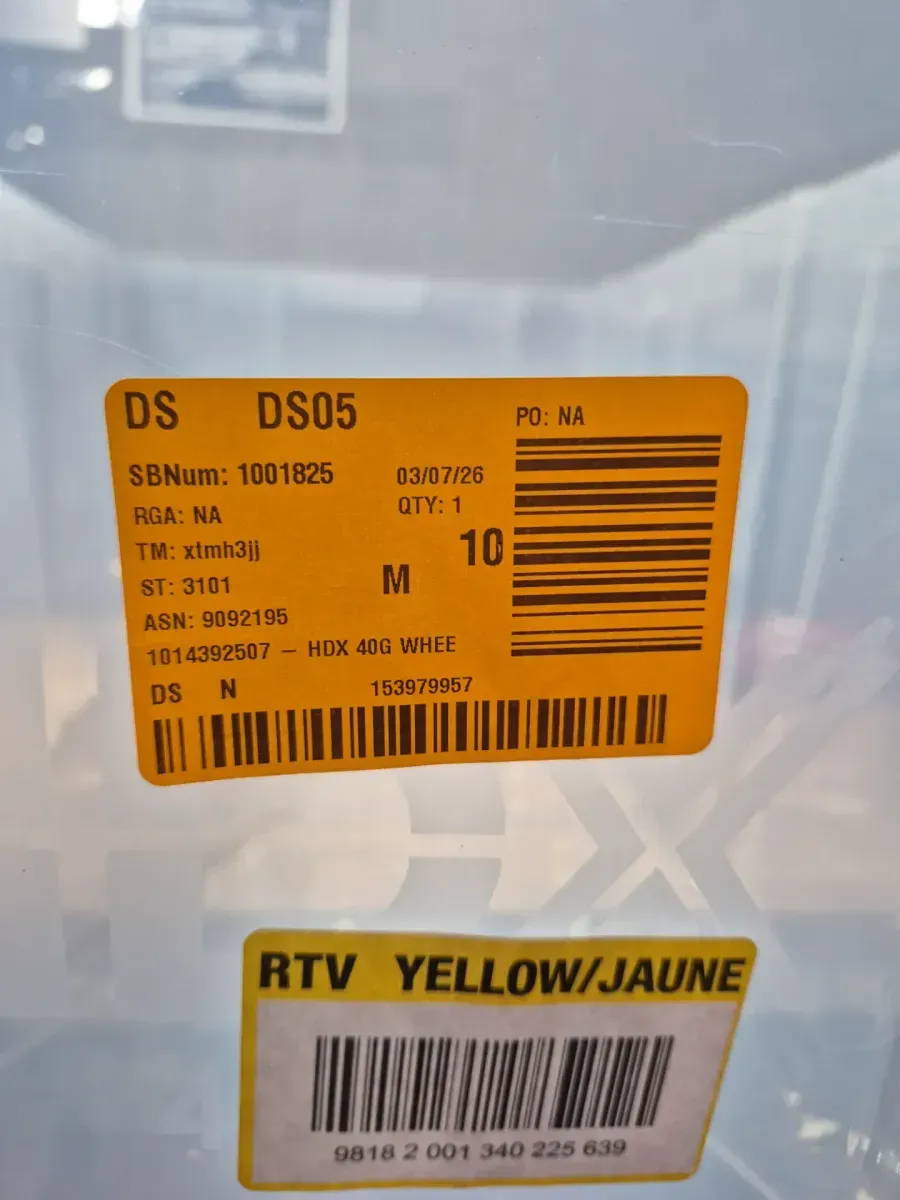 DS DS05
PO: NA
SBNum: 1001825 03/07/26
RGA: NA QTY: 1
TM: xtmh3jj 10
ST: 3101 M
ASN: 9092195
1014392507 – HDX 40G WHEE
DS N 153979957
HDX
RTV YELLOW/JAUNE
9818 2 001 340 225 639